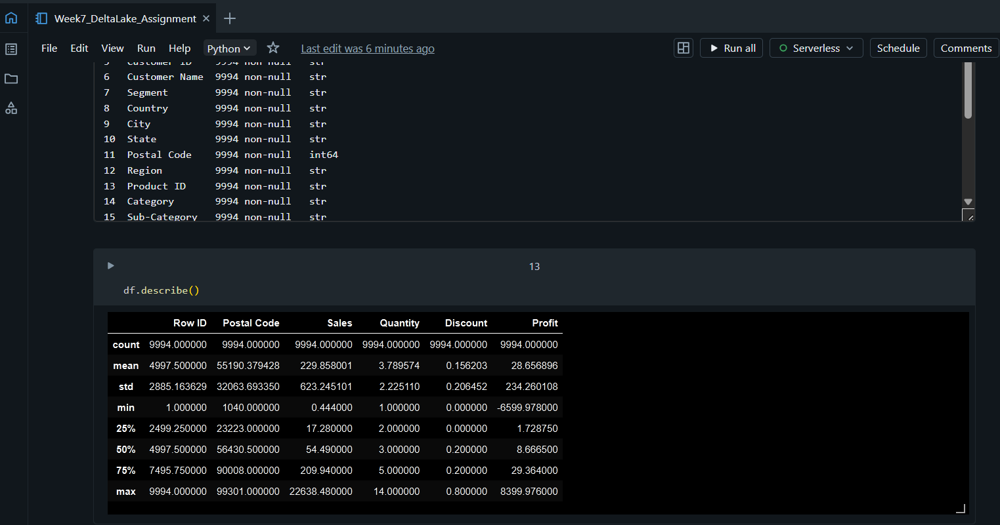 Week7_DeltaLake_Assignment
File Edit View Run Help Python Last edit was 6 minutes ago Run all Serverless Schedule Comments
5 Customer ID 9994 non-null str
6 Customer Name 9994 non-null str
7 Segment 9994 non-null str
8 Country 9994 non-null str
9 City 9994 non-null str
10 State 9994 non-null str
11 Postal Code 9994 non-null int64
12 Region 9994 non-null str
13 Product ID 9994 non-null str
14 Category 9994 non-null str
15 Sub-Category 9994 non-null str
13
df.describe()
Row ID Postal Code Sales Quantity Discount Profit
count 9994.000000 9994.000000 9994.000000 9994.000000 9994.000000 9994.000000
mean 4997.500000 55190.379428 229.858001 3.789574 0.156203 28.656896
std 2885.163629 32063.693350 623.245101 2.225110 0.206452 234.260108
min 1.000000 1040.000000 0.444000 1.000000 0.000000 -6599.978000
25% 2499.250000 23223.000000 17.280000 2.000000 0.000000 1.728750
50% 4997.500000 56430.500000 54.490000 3.000000 0.200000 8.666500
75% 7495.750000 90008.000000 209.940000 5.000000 0.200000 29.364000
max 9994.000000 99301.000000 22638.480000 14.000000 0.800000 8399.976000